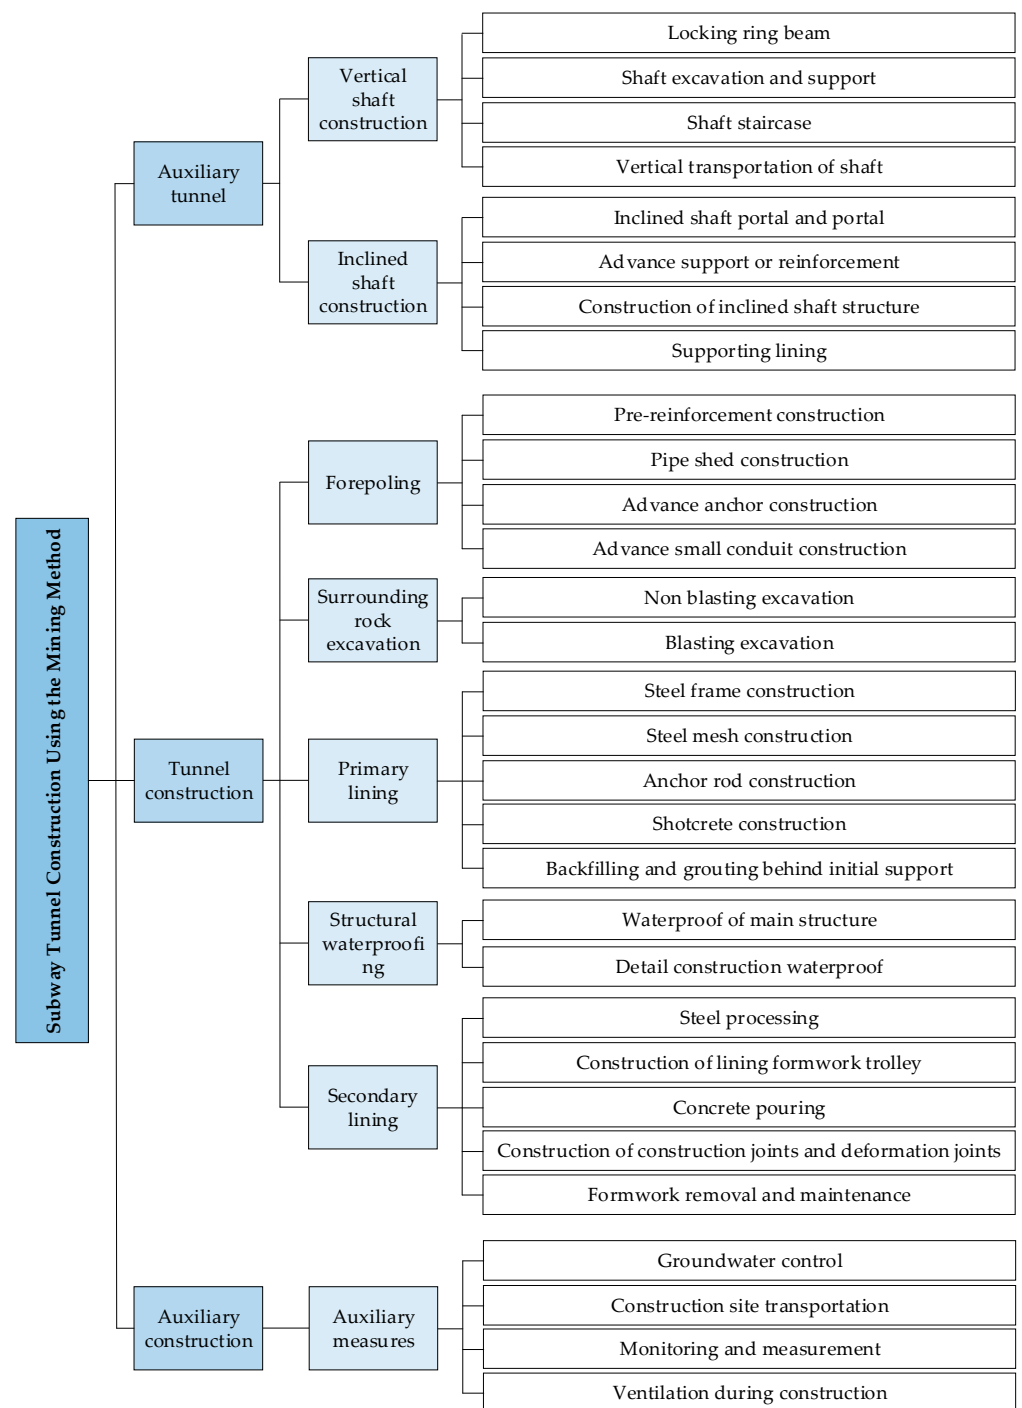 Subway Tunnel Construction Using the Mining Method
Auxiliary
tunnel
Vertical
shaft
construction
Locking ring beam
Shaft excavation and support
Shaft staircase
Vertical transportation of shaft
Inclined
shaft
construction
Inclined shaft portal and portal
Advance support or reinforcement
Construction of inclined shaft structure
Supporting lining
Tunnel
construction
Forepoling
Pre-reinforcement construction
Pipe shed construction
Advance anchor construction
Advance small conduit construction
Surrounding
rock
excavation
Non blasting excavation
Blasting excavation
Primary
lining
Steel frame construction
Steel mesh construction
Anchor rod construction
Shotcrete construction
Backfilling and grouting behind initial support
Structural
waterproofi
ng
Waterproof of main structure
Detail construction waterproof
Secondary
lining
Steel processing
Construction of lining formwork trolley
Concrete pouring
Construction of construction joints and deformation joints
Formwork removal and maintenance
Auxiliary
construction
Auxiliary
measures
Groundwater control
Construction site transportation
Monitoring and measurement
Ventilation during construction